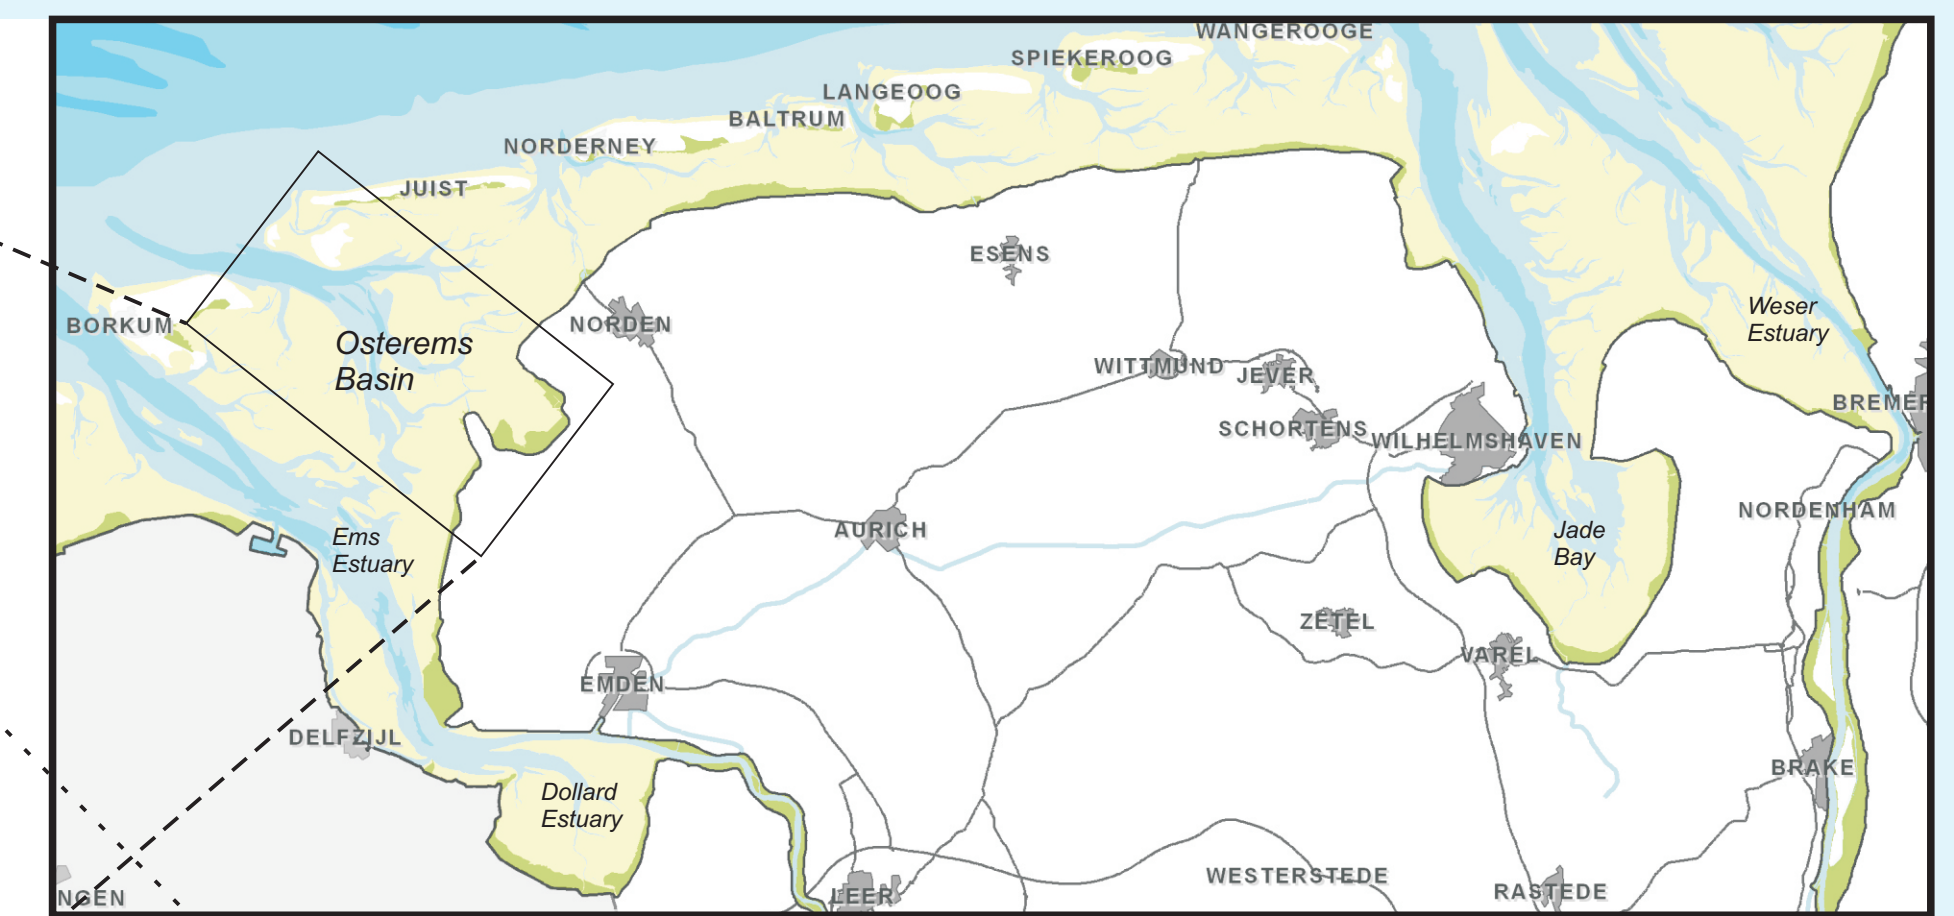 WANGEROOGE
SPIEKEROOG
LANGEOOG
BALTRUM
NORDERNEY
JUIST
ESENS
BORKUM
NORDEN
Osterems
Basin
Weser
Estuary
WITTMUND
JEVER
BREMER
SCHORTENS
WILHELMSHAVEN
NORDENHAM
AURICH
Ems
Estuary
Jade
Bay
ZETEL
VAREL
EMDEN
DELFZIJL
BRAKE
Dollard
Estuary
WESTERSTEDE
RASTEDE
LEER
NGEN